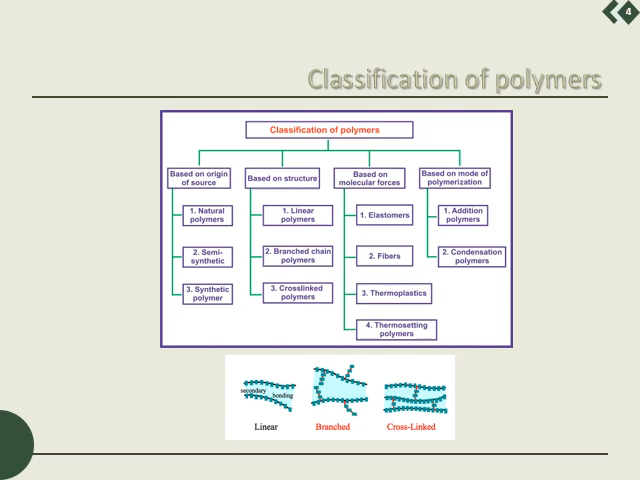 4
Classification of polymers
Classification of polymers
Based on origin
of source
Based on structure
Based on
molecular forces
Based on mode of
polymerization
1. Natural
polymers
2. Semi-
synthetic
3. Synthetic
polymer
1. Linear
polymers
2. Branched chain
polymers
3. Crosslinked
polymers
1. Elastomers
2. Fibers
3. Thermoplastics
4. Thermosetting
polymers
1. Addition
polymers
2. Condensation
polymers
secondary
bonding
Linear
Branched
Cross-Linked